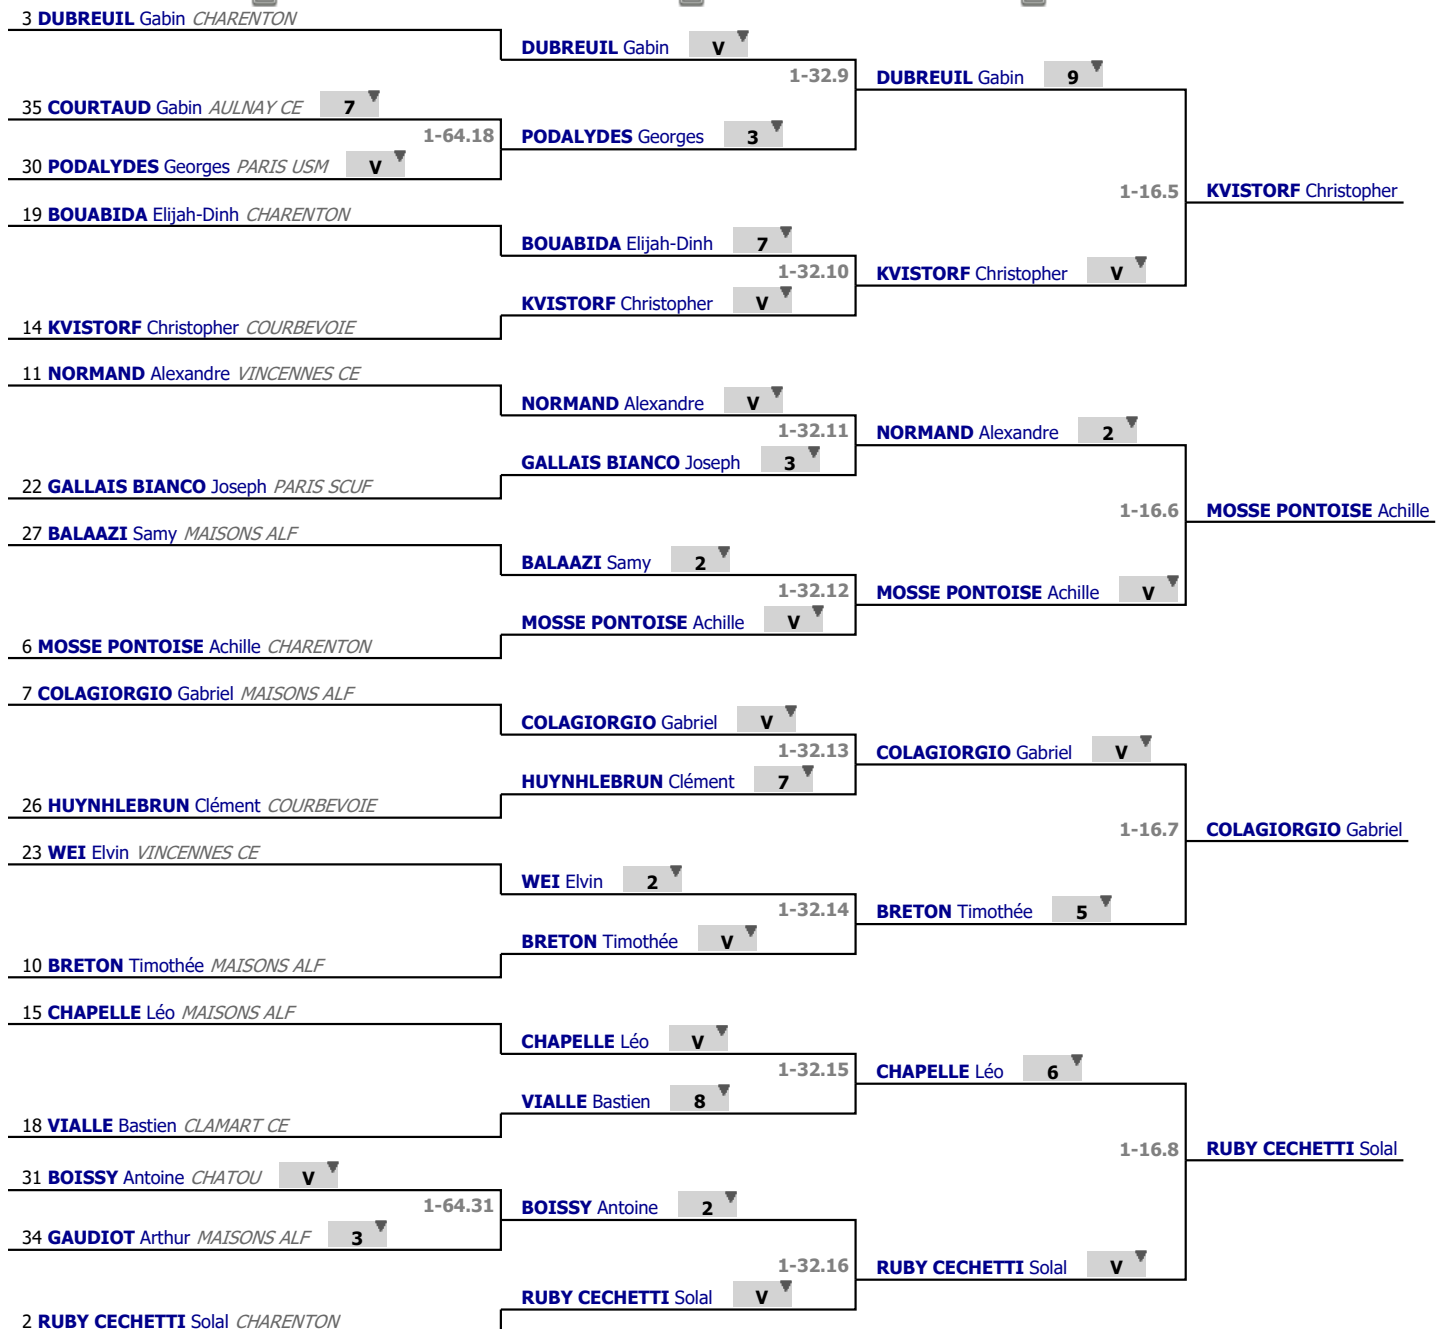 3 DUBREUIL Gabin CHARENTON
DUBREUIL Gabin V
1-32.9
DUBREUIL Gabin 9
35 COURTAUD Gabin AULNAY CE 7
1-64.18
PODALYDES Georges 3
30 PODALYDES Georges PARIS USM V
1-16.5
KVISTORF Christopher
19 BOUABIDA Elijah-Dinh CHARENTON
BOUABIDA Elijah-Dinh 7
1-32.10
KVISTORF Christopher V
KVISTORF Christopher V
14 KVISTORF Christopher COURBEVOIE
11 NORMAND Alexandre VINCENNES CE
NORMAND Alexandre V
1-32.11
NORMAND Alexandre 2
GALLAIS BIANCO Joseph 3
22 GALLAIS BIANCO Joseph PARIS SCUF
1-16.6
MOSSE PONTOISE Achille
27 BALAAZI Samy MAISONS ALF
BALAAZI Samy 2
1-32.12
MOSSE PONTOISE Achille V
MOSSE PONTOISE Achille V
6 MOSSE PONTOISE Achille CHARENTON
7 COLAGIORGIO Gabriel MAISONS ALF
COLAGIORGIO Gabriel V
1-32.13
COLAGIORGIO Gabriel V
HUYNHLEBRUN Clément 7
26 HUYNHLEBRUN Clément COURBEVOIE
1-16.7
COLAGIORGIO Gabriel
23 WEI Elvin VINCENNES CE
WEI Elvin 2
1-32.14
BRETON Timothée 5
BRETON Timothée V
10 BRETON Timothée MAISONS ALF
15 CHAPELLE Léo MAISONS ALF
CHAPELLE Léo V
1-32.15
CHAPELLE Léo 6
VIALLE Bastien 8
18 VIALLE Bastien CLAMART CE
1-16.8
RUBY CECHETTI Solal
31 BOISSY Antoine CHATOU V
1-64.31
BOISSY Antoine 2
34 GAUDIOT Arthur MAISONS ALF 3
1-32.16
RUBY CECHETTI Solal V
RUBY CECHETTI Solal V
2 RUBY CECHETTI Solal CHARENTON